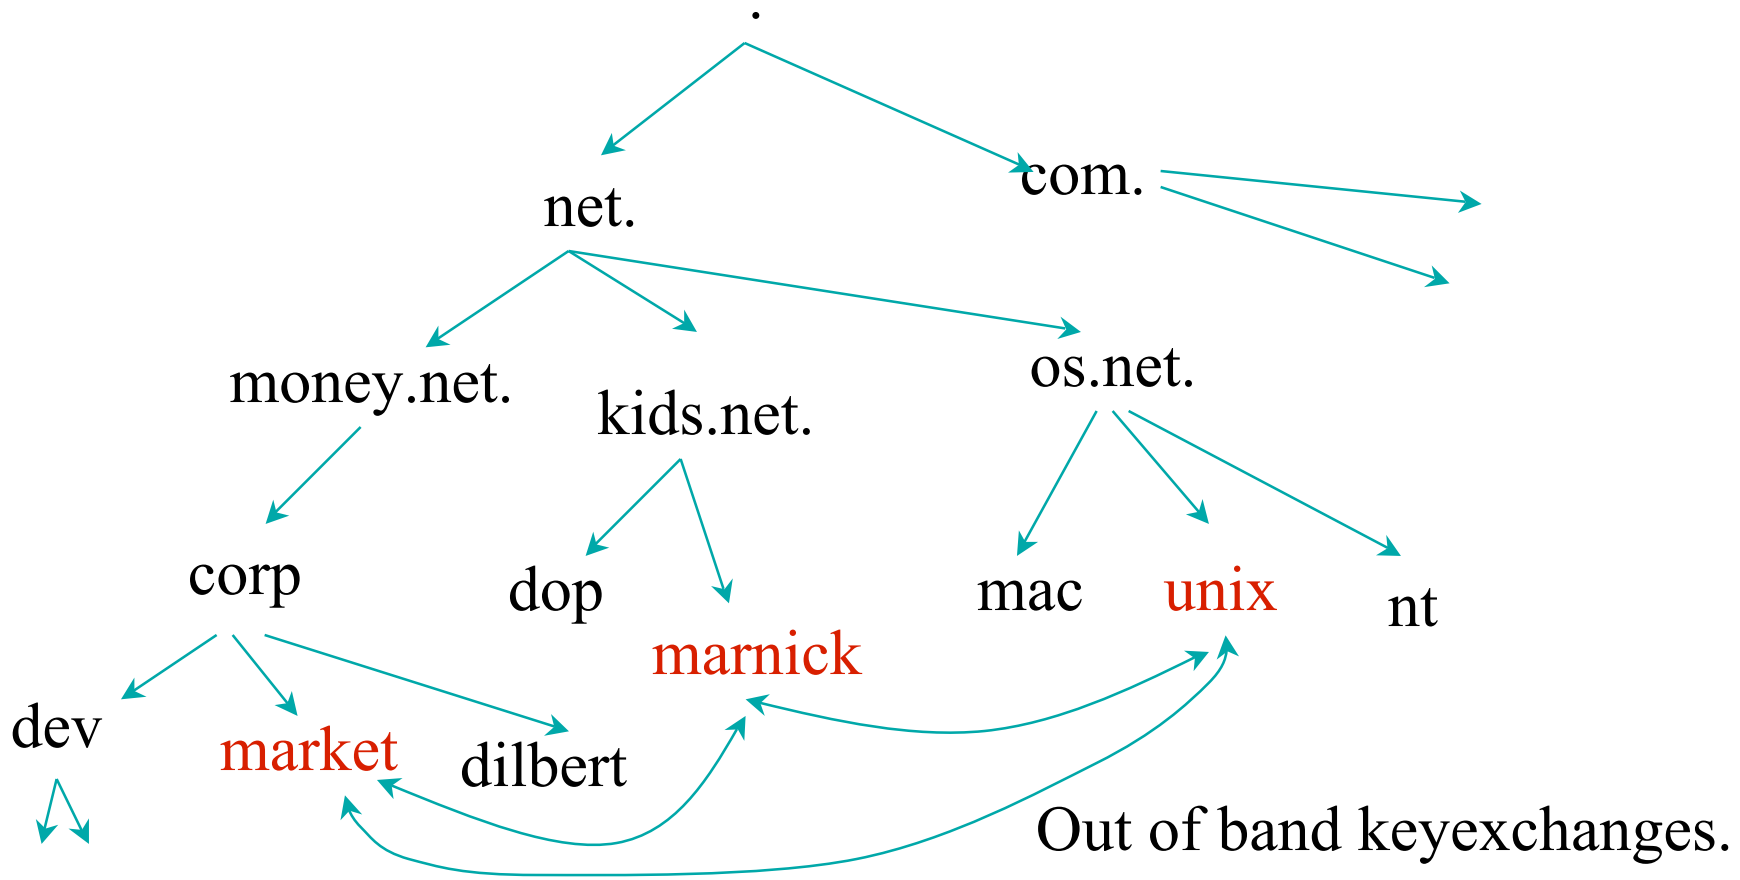 .
com.
net.
money.net.
kids.net.
os.net.
corp
dop
mac
unix
nt
marnick
dev
market
dilbert
Out of band keyexchanges.